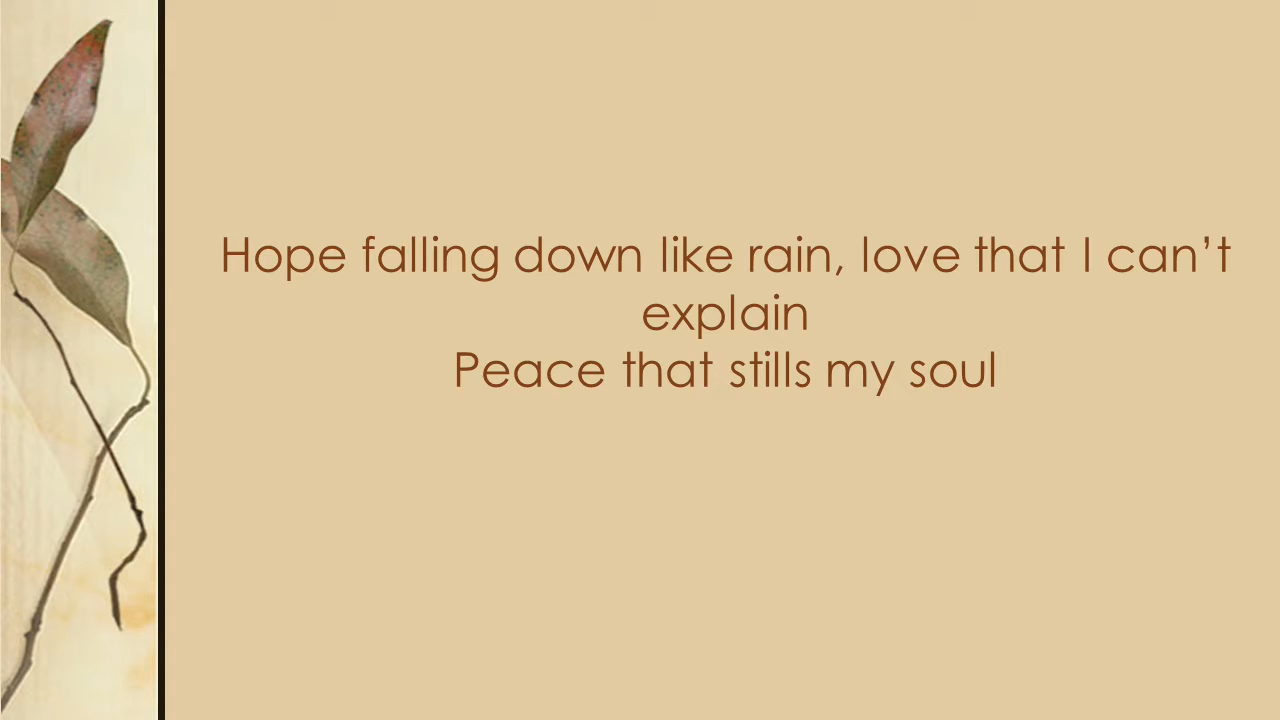 Hope falling down like rain, love that I can’t
explain
Peace that stills my soul